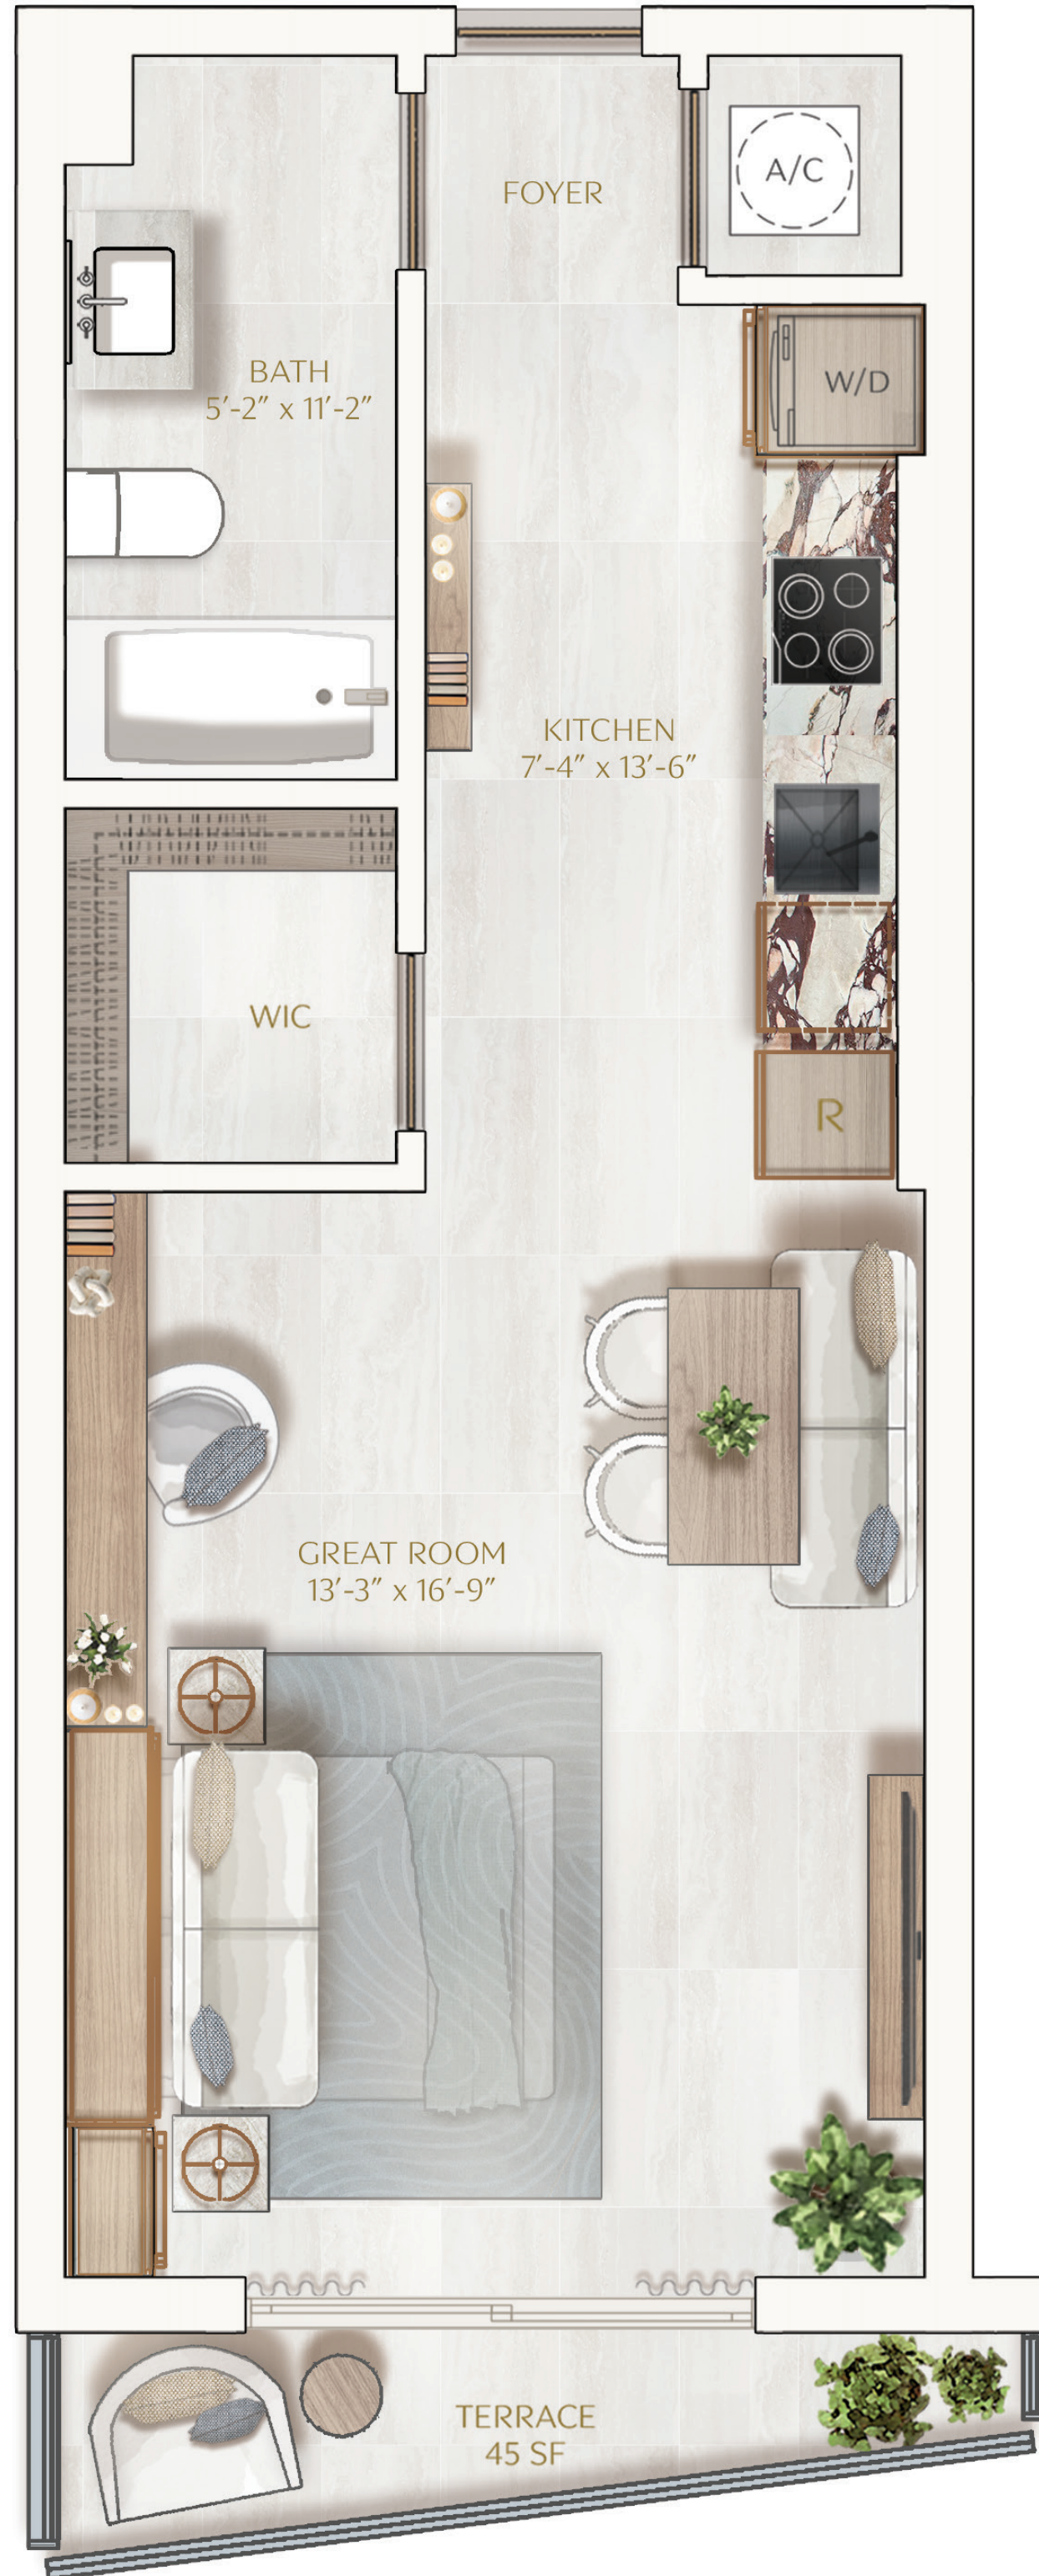 A/C
FOYER
W/D
BATH
5′-2″ x 11′-2″
KITCHEN
7′-4″ x 13′-6″
WIC
R
GREAT ROOM
13′-3″ x 16′-9″
TERRACE
45 SF